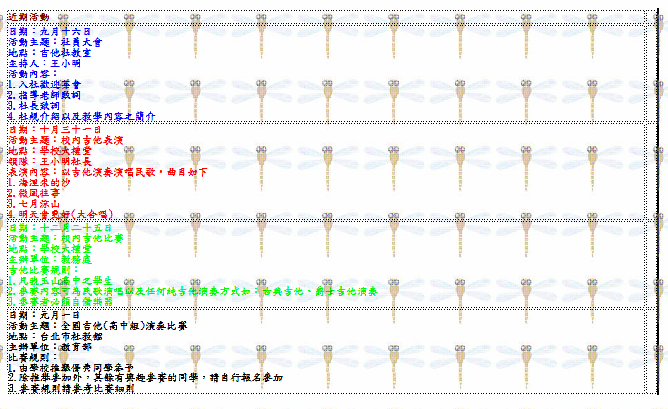 近期活動
日期：九月十六日
活動主題：社員大會
地點：吉他社教室
主持人：王小明
活動內容：
1.入社歡迎茶會
2.指導老師致詞
3.社長致詞
4.社規介紹以及教學內容之簡介
日期：十月三十一日
活動主題：校內吉他表演
地點：學校大禮堂
領隊：王小明社長
表演內容：以吉他演奏演唱民歌，曲目如下
1.海裡來的沙
2.微風往事
3.七月涼山
4.明天會更好(大合唱)
日期：十二月二十五日
活動主題：校內吉他比賽
地點：學校大禮堂
主辦單位：教務處
吉他比賽規則：
1.凡我玉山高中之學生
2.參賽內容可為民歌演唱以及任何純吉他演奏方式如：古典吉他、爵士吉他演奏
3.參賽者必須自備樂器
日期：元月一日
活動主題：全國吉他(高中組)演奏比賽
地點：台北市社教館
主辦單位：教育部
比賽規則：
1.由學校推舉優秀同學參予
2.除推舉參加外，其餘有興趣參賽的同學，請自行報名參加
3.參賽規則請參考比賽細則